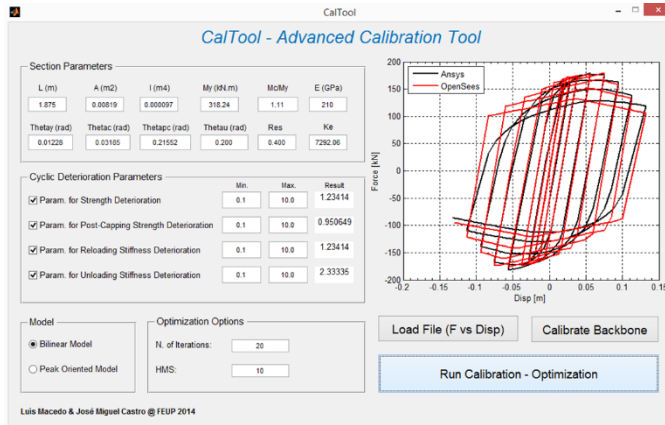 CalTool
CalTool - Advanced Calibration Tool
Section Parameters
L (m) A (m2) I (m4) My (kN.m) McMy E (GPa)
1.875 0.00819 0.000097 318.24 1.11 210
Thetay (rad) Thetac (rad) Thetapc (rad) Thetau (rad) Res Ke
0.01228 0.03185 0.21552 0.200 0.400 7292.06
Cyclic Deterioration Parameters
Min. Max. Result
Param. for Strength Deterioration 0.1 10.0 1.23414
Param. for Post-Capping Strength Deterioration 0.1 10.0 0.950649
Param. for Reloading Stiffness Deterioration 0.1 10.0 1.23414
Param. for Unloading Stiffness Deterioration 0.1 10.0 2.33335
Model
Bilinear Model
Peak Oriented Model
Optimization Options
N. of Iterations: 20
HMS: 10
Luis Macedo & José Miguel Castro @ FEUP 2014
Ansys
OpenSees
Force [kN]
200
150
100
50
0
-50
-100
-150
-200
-0.2 -0.15 -0.1 -0.05 0 0.05 0.1 0.15
Disp [m]
Load File (F vs Disp)
Calibrate Backbone
Run Calibration - Optimization